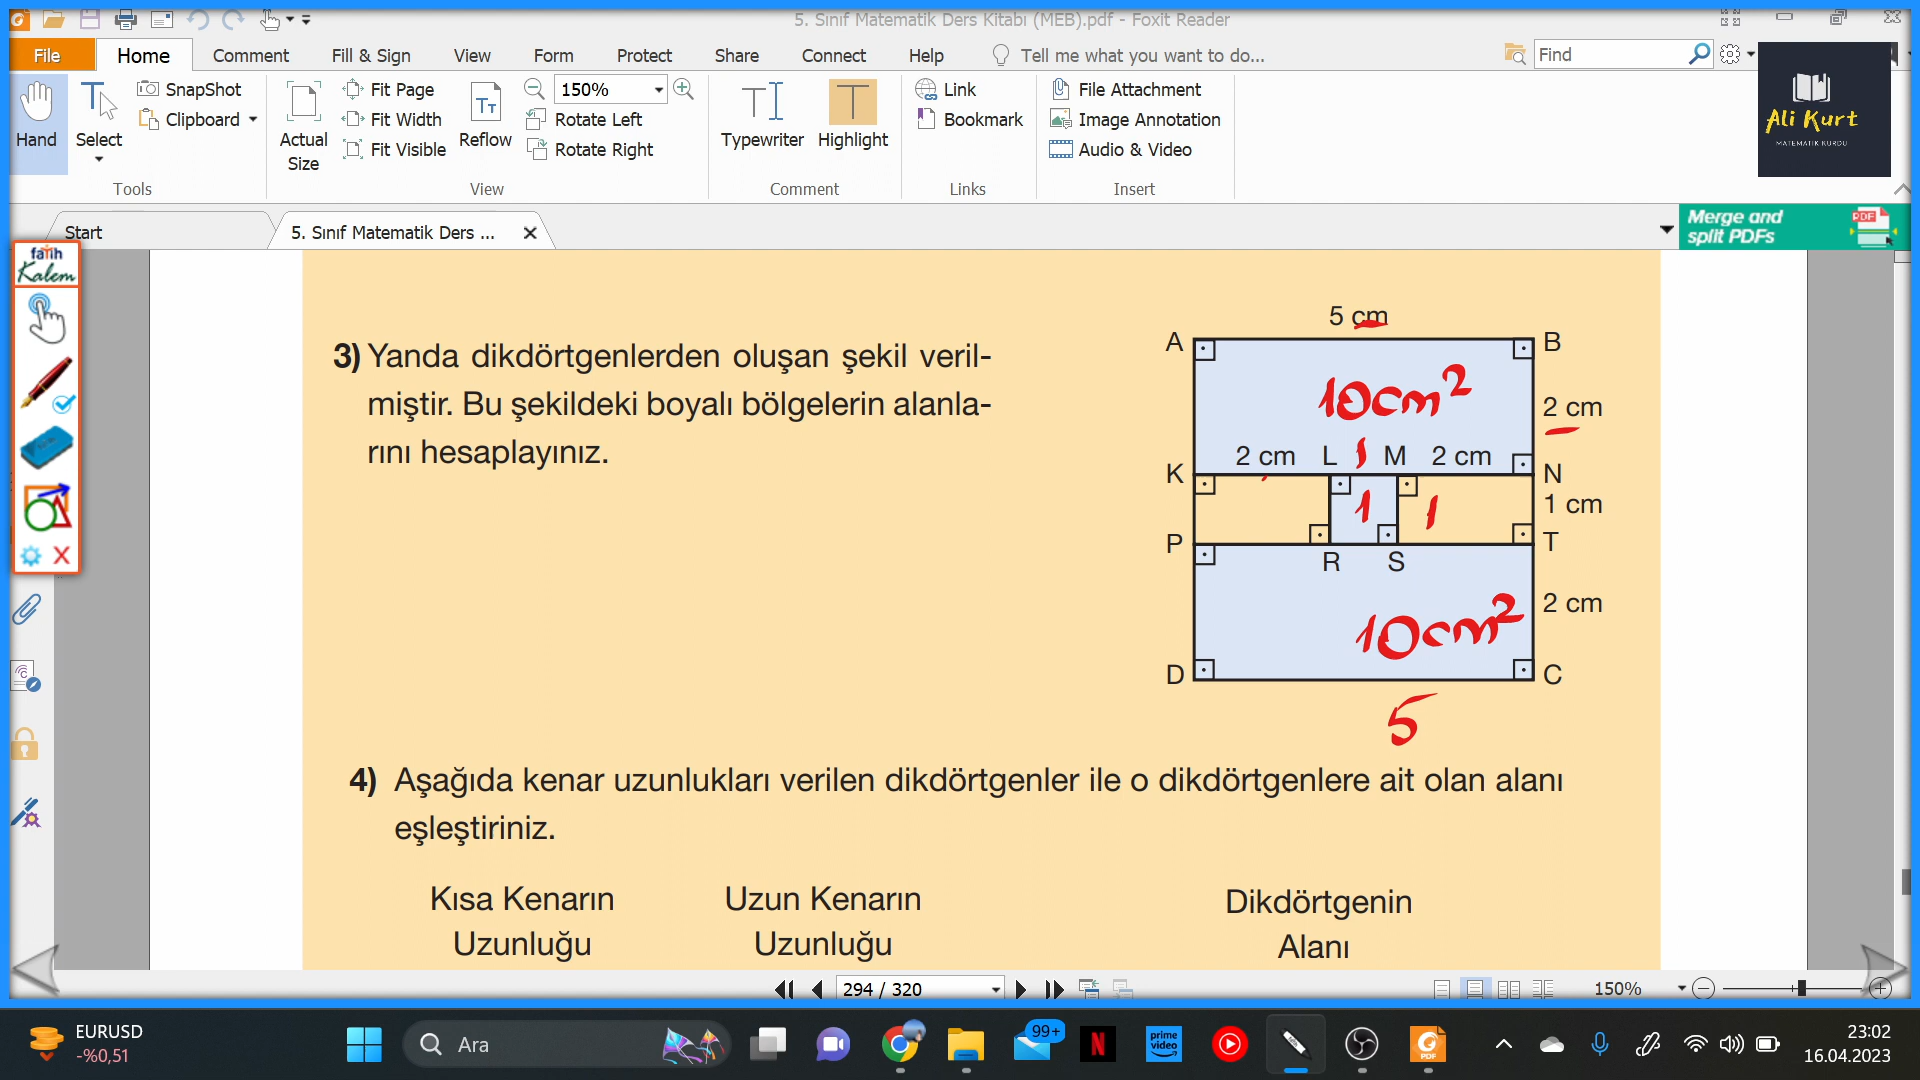 5. Sınıf Matematik Ders Kitabı (MEB).pdf - Foxit Reader
File Home Comment Fill & Sign View Form Protect Share Connect Help Tell me what you want to do... Find
Hand
Select
SnapShot
Clipboard
Tools
Actual Size
Fit Page
Fit Width
Fit Visible
Reflow
150%
Rotate Left
Rotate Right
View
Typewriter
Highlight
Comment
Link
Bookmark
Links
File Attachment
Image Annotation
Audio & Video
Insert
Ali Kurt
MATEMATİK KURDU
Start
5. Sınıf Matematik Ders ...
Merge and
split PDFs
PDF
fatih
Kalem
3) Yanda dikdörtgenlerden oluşan şekil veril-
miştir. Bu şekildeki boyalı bölgelerin alanla-
rını hesaplayınız.
5 cm
A B
10cm²
2 cm
2 cm L 1 M 2 cm
K N
1 1 1 cm
P T
R S
2 cm
10cm²
D C
5
4) Aşağıda kenar uzunlukları verilen dikdörtgenler ile o dikdörtgenlere ait olan alanı
eşleştiriniz.
Kısa Kenarın
Uzunluğu
Uzun Kenarın
Uzunluğu
Dikdörtgenin
Alanı
294 / 320
150%
EURUSD
-%0,51
Ara
99+
N
prime
video
PDF
23:02
16.04.2023